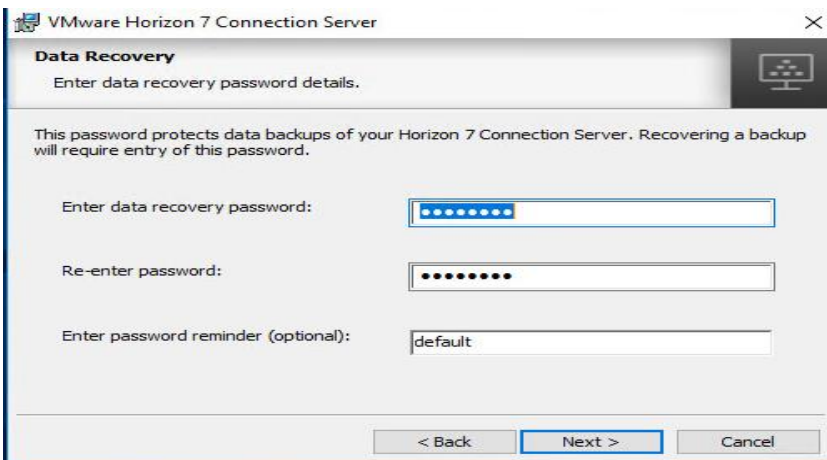 VMware Horizon 7 Connection Server
Data Recovery
Enter data recovery password details.
This password protects data backups of your Horizon 7 Connection Server. Recovering a backup
will require entry of this password.
Enter data recovery password:
••••••••
Re-enter password:
••••••••
Enter password reminder (optional):
default
< Back
Next >
Cancel